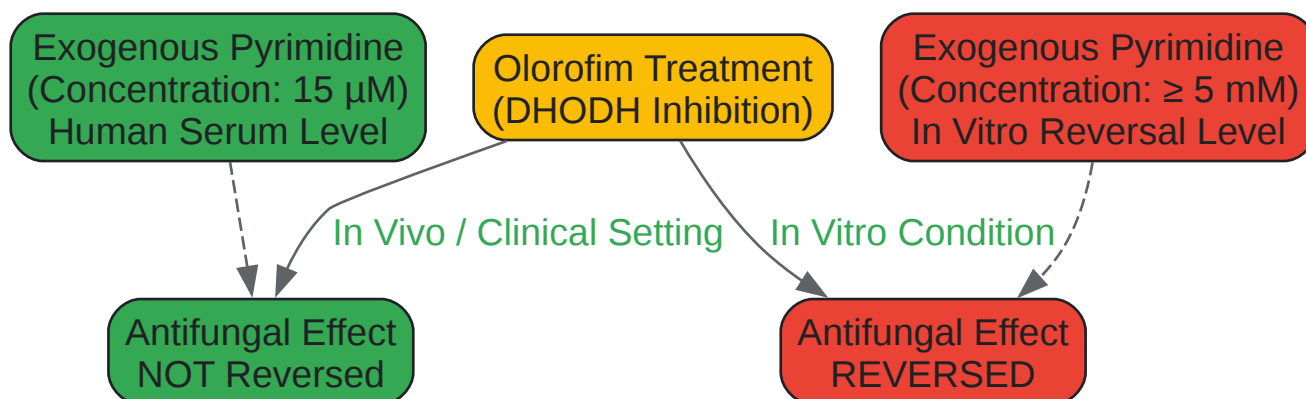 Exogenous Pyrimidine
(Concentration: 15 µM)
Human Serum Level
Olorofim Treatment
(DHODH Inhibition)
Exogenous Pyrimidine
(Concentration: ≥ 5 mM)
In Vitro Reversal Level
In Vivo / Clinical Setting
In Vitro Condition
Antifungal Effect
NOT Reversed
Antifungal Effect
REVERSED